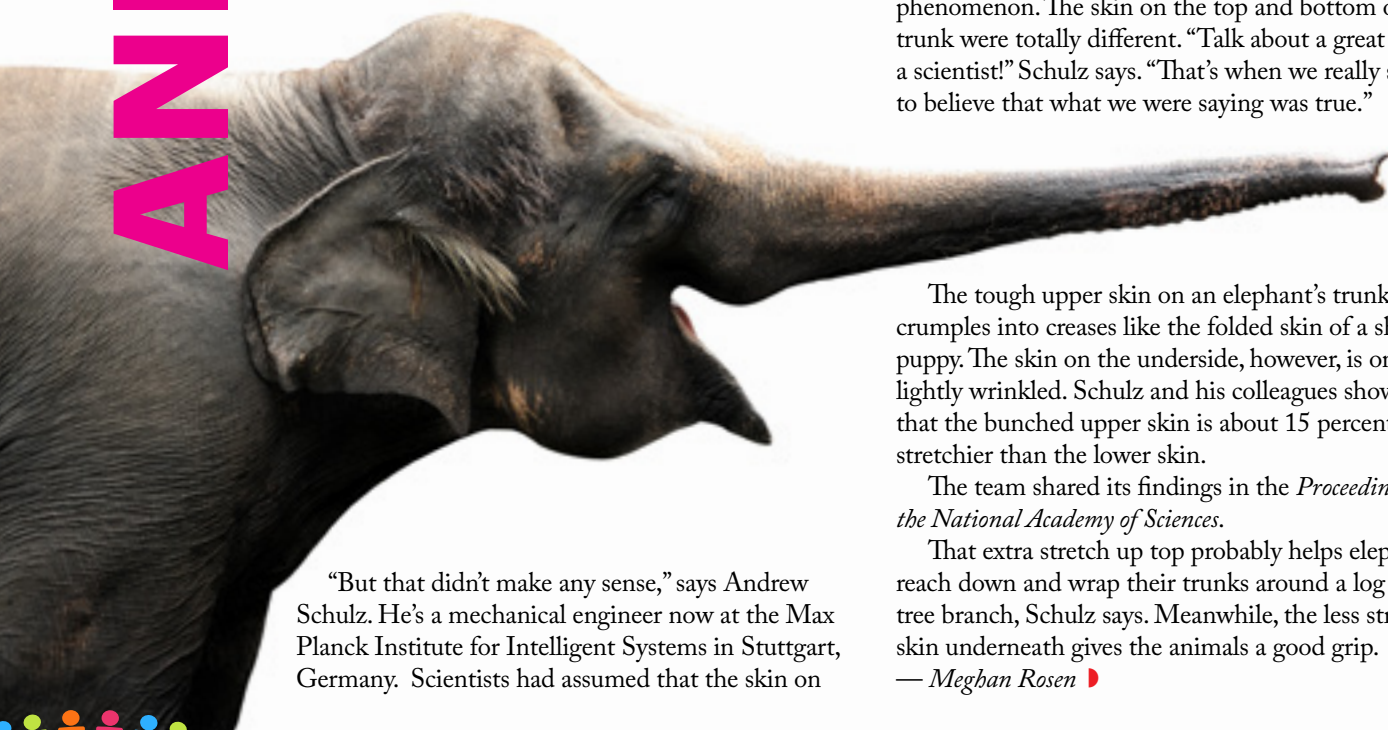 ANI
“But that didn’t make any sense,” says Andrew
Schulz. He’s a mechanical engineer now at the Max
Planck Institute for Intelligent Systems in Stuttgart,
Germany. Scientists had assumed that the skin on
phenomenon. The skin on the top and bottom
trunk were totally different. “Talk about a great
a scientist!” Schulz says. “That’s when we really
to believe that what we were saying was true.”
The tough upper skin on an elephant’s trunk
crumples into creases like the folded skin of a
puppy. The skin on the underside, however, is
lightly wrinkled. Schulz and his colleagues
that the bunched upper skin is about 15 percent
stretchier than the lower skin.
The team shared its findings in the
the National Academy of Sciences.
That extra stretch up top probably helps
reach down and wrap their trunks around a log
tree branch, Schulz says. Meanwhile, the less
skin underneath gives the animals a good grip.
— Meghan Rosen